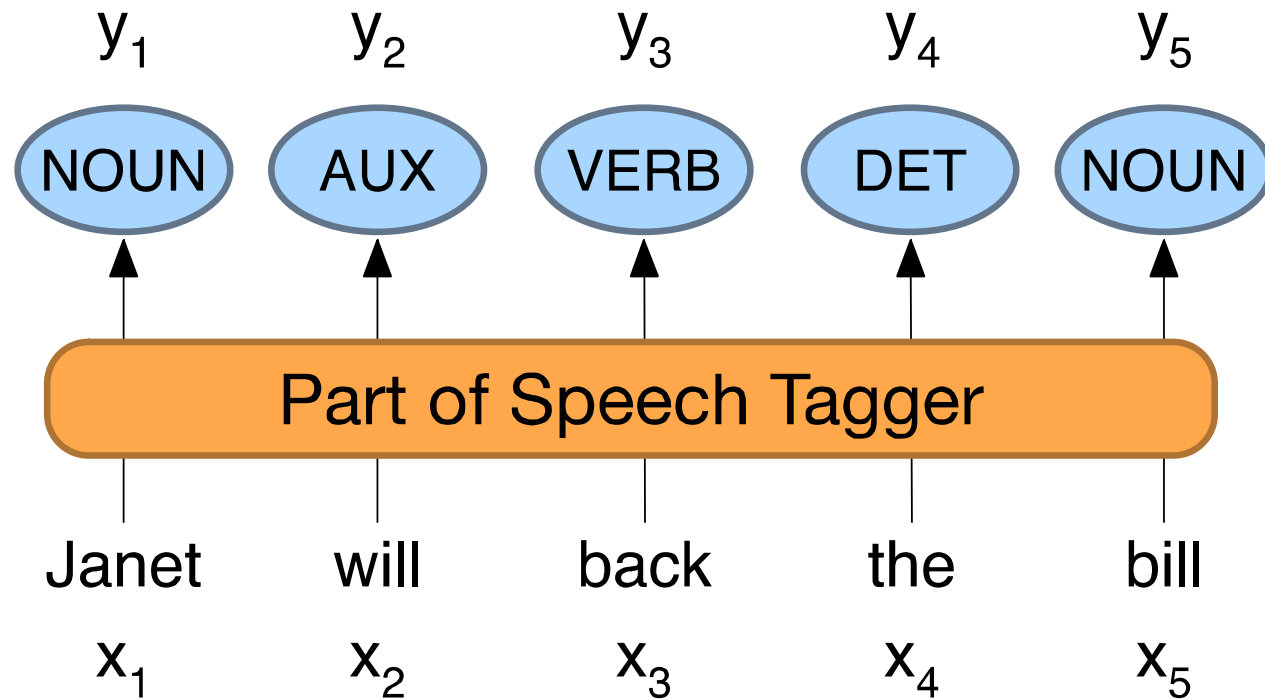 y₁ y₂ y₃ y₄ y₅
NOUN AUX VERB DET NOUN
Part of Speech Tagger
Janet will back the bill
x₁ x₂ x₃ x₄ x₅